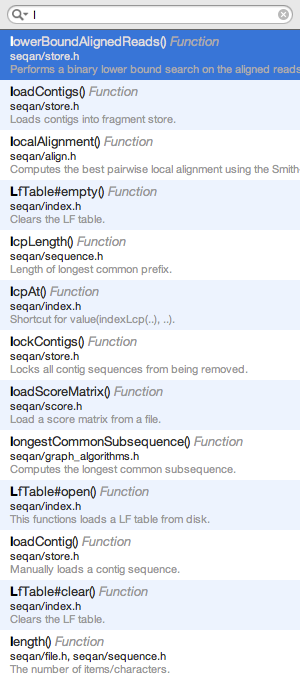 l
lowerBoundAlignedReads() Function
seqan/store.h
Performs a binary lower bound search on the aligned reads
loadContigs() Function
seqan/store.h
Loads contigs into fragment store.
localAlignment() Function
seqan/align.h
Computes the best pairwise local alignment using the Smith
LfTable#empty() Function
seqan/index.h
Clears the LF table.
lcpLength() Function
seqan/sequence.h
Length of longest common prefix.
lcpAt() Function
seqan/index.h
Shortcut for value(indexLcp(..), ..).
lockContigs() Function
seqan/store.h
Locks all contig sequences from being removed.
loadScoreMatrix() Function
seqan/score.h
Load a score matrix from a file.
longestCommonSubsequence() Function
seqan/graph_algorithms.h
Computes the longest common subsequence.
LfTable#open() Function
seqan/index.h
This functions loads a LF table from disk.
loadContig() Function
seqan/store.h
Manually loads a contig sequence.
LfTable#clear() Function
seqan/index.h
Clears the LF table.
length() Function
seqan/file.h, seqan/sequence.h
The number of items/characters.